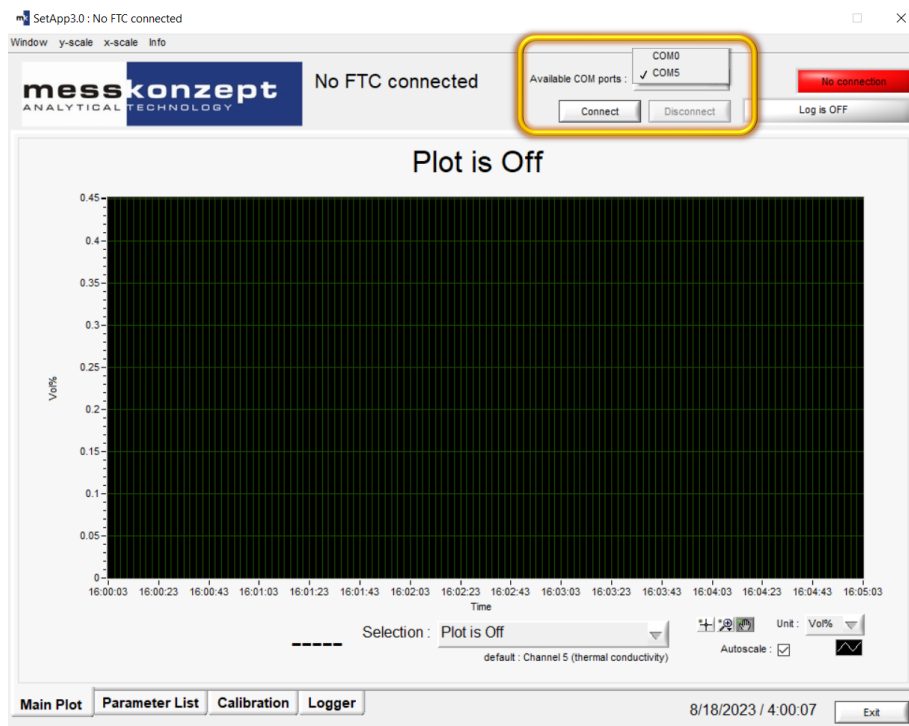 SetApp3.0 : No FTC connected
Window y-scale x-scale Info
messkonzept
ANALYTICAL TECHNOLOGY
No FTC connected
Available COM ports :
COM0
✓ COM5
Connect
Disconnect
No connection
Log is OFF
Plot is Off
0.45
0.4
0.35
0.3
0.25
0.2
0.15
0.1
0.05
0
Vol%
16:00:03 16:00:23 16:00:43 16:01:03 16:01:23 16:01:43 16:02:03 16:02:23 16:02:43 16:03:03 16:03:23 16:03:43 16:04:03 16:04:23 16:04:43 16:05:03
Time
Selection : Plot is Off
default : Channel 5 (thermal conductivity)
Unit : Vol%
Autoscale :
Main Plot Parameter List Calibration Logger
8/18/2023 / 4:00:07
Exit